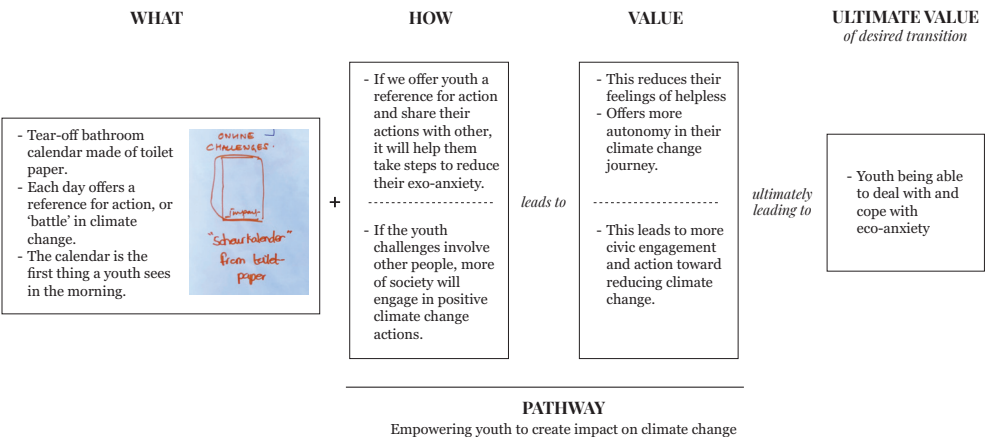 WHAT
HOW
VALUE
ULTIMATE VALUE
of desired transition
- Tear-off bathroom
calendar made of toilet
paper.
- Each day offers a
reference for action, or
‘battle’ in climate
change.
- The calendar is the
first thing a youth sees
in the morning.
ONLINE
CHALLENGES.
"Scheurkalender"
from toilet-
paper
+
- If we offer youth a
reference for action
and share their
actions with other,
it will help them
take steps to reduce
their exo-anxiety.
- If the youth
challenges involve
other people, more
of society will
engage in positive
climate change
actions.
leads to
- This reduces their
feelings of helpless
- Offers more
autonomy in their
climate change
journey.
- This leads to more
civic engagement
and action toward
reducing climate
change.
ultimately
leading to
- Youth being able
to deal with and
cope with
eco-anxiety
PATHWAY
Empowering youth to create impact on climate change